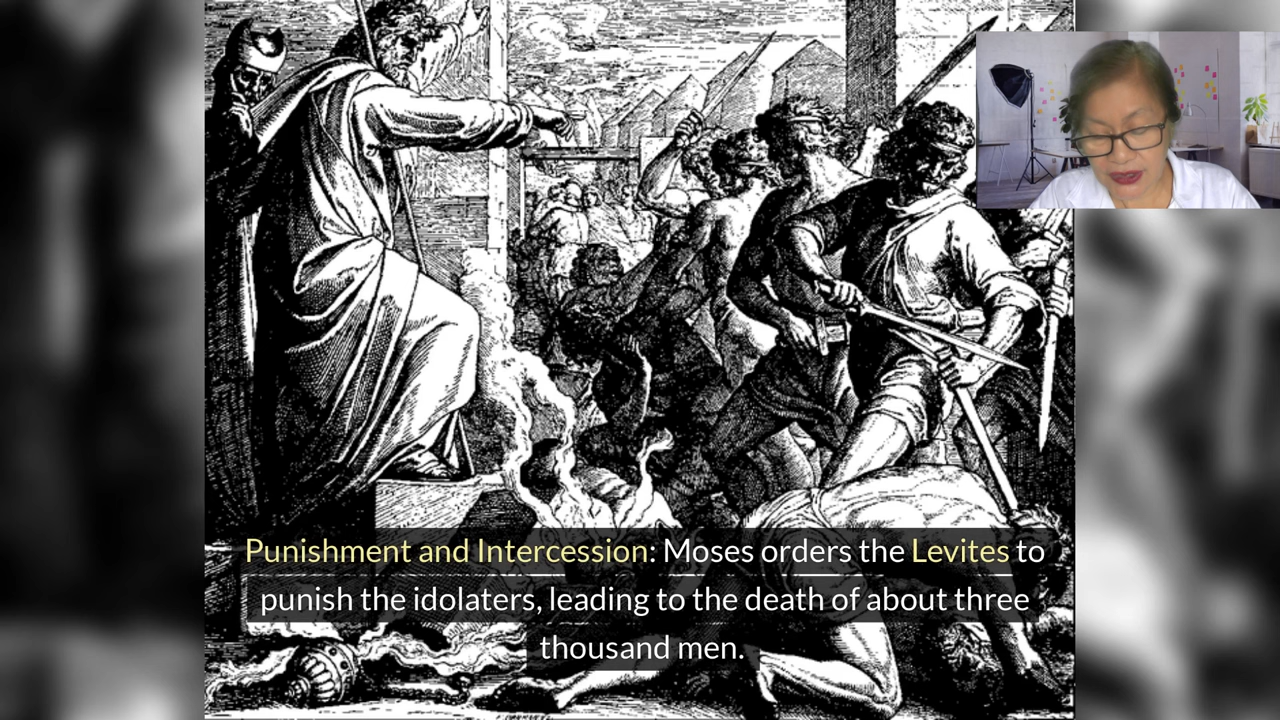 Punishment and Intercession: Moses orders the Levites to
punish the idolaters, leading to the death of about three
thousand men.